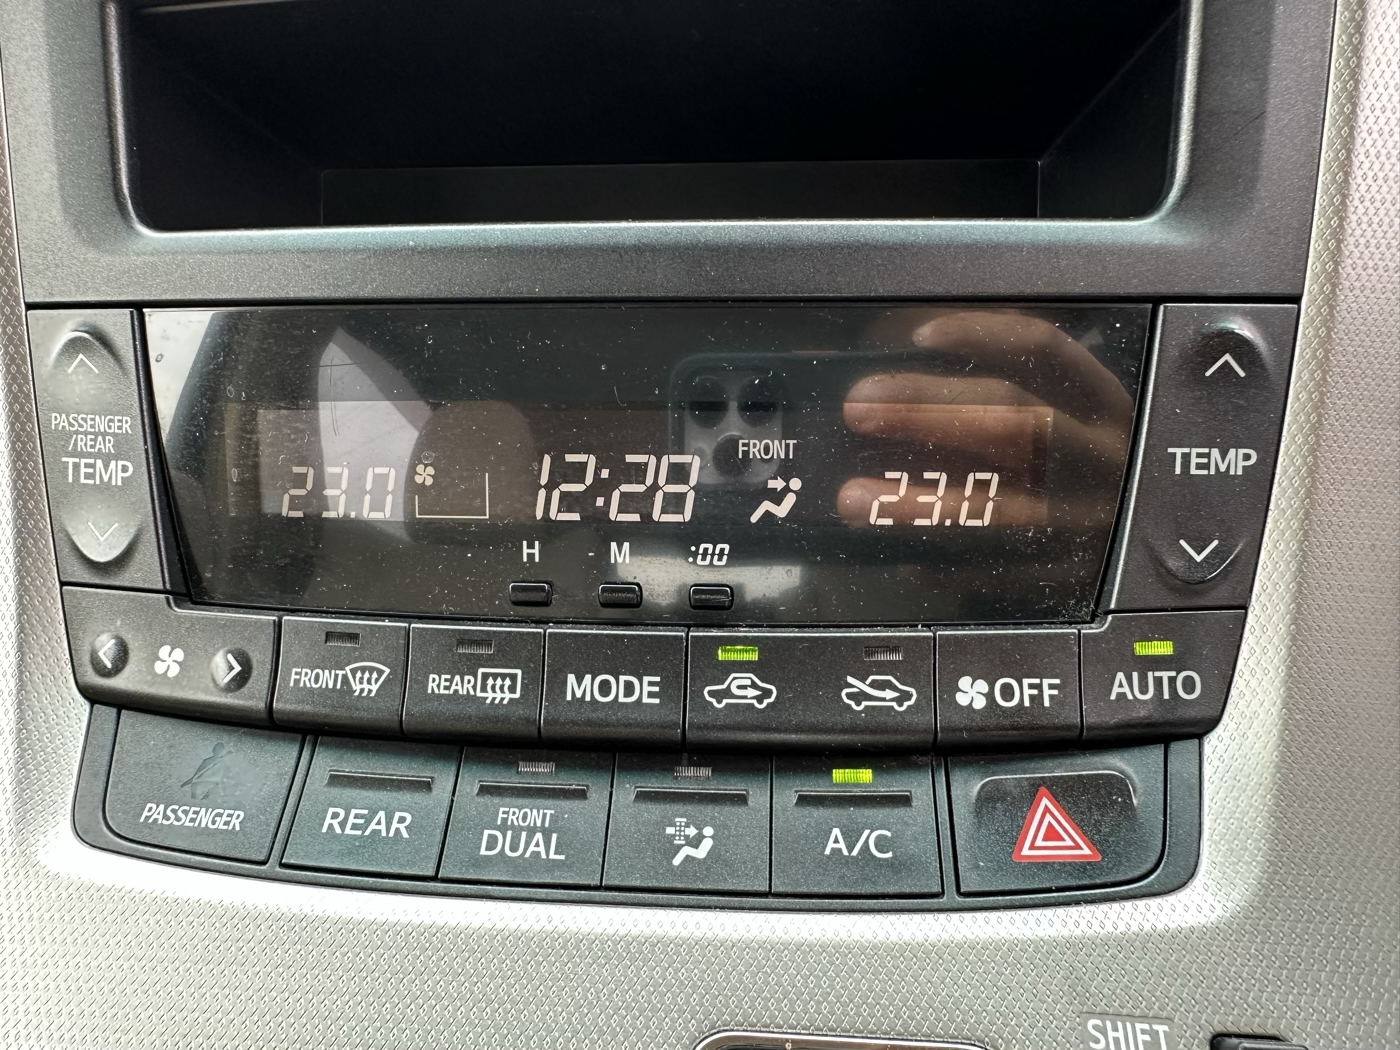 PASSENGER
/REAR
TEMP
23.0
12:28
FRONT
23.0
TEMP
H
M
:00
FRONT
REAR
MODE
OFF
AUTO
PASSENGER
REAR
FRONT
DUAL
A/C
SHIFT